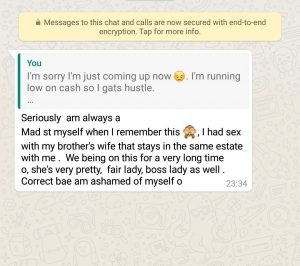 Messages to this chat and calls are now secured with end-to-end
encryption. Tap for more info.
You
I'm sorry I'm just coming up now 😔. I'm running
low on cash so I gats hustle.
...
Seriously am always a
Mad st myself when I remember this 🙈, I had sex
with my brother's wife that stays in the same estate
with me . We being on this for a very long time
o, she's very pretty, fair lady, boss lady as well .
Correct bae am ashamed of myself o
23:34